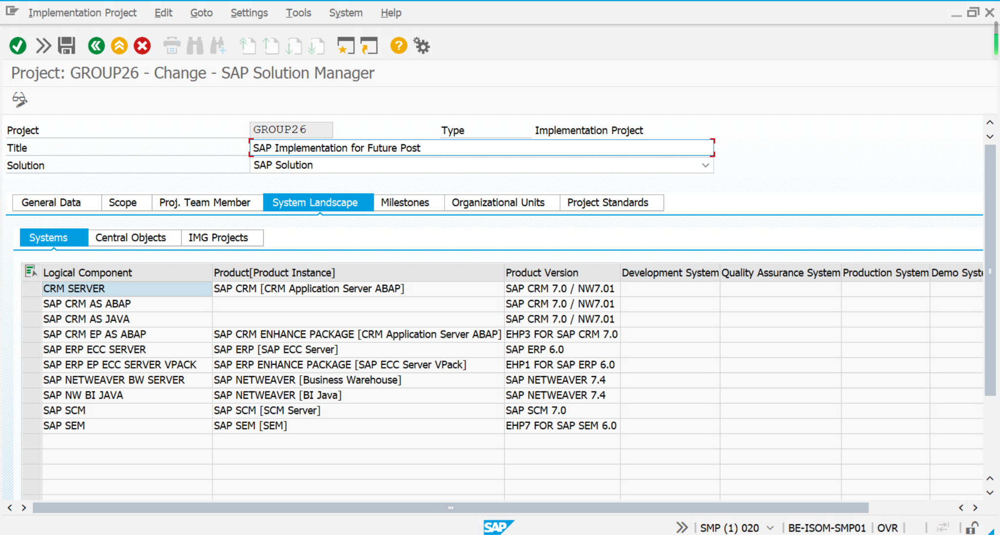 Implementation Project Edit Goto Settings Tools System Help
Project: GROUP26 - Change - SAP Solution Manager
Project GROUP26 Type Implementation Project
Title SAP Implementation for Future Post
Solution SAP Solution
General Data Scope Proj. Team Member System Landscape Milestones Organizational Units Project Standards
Systems Central Objects IMG Projects
Logical Component Product[Product Instance] Product Version Development System Quality Assurance System Production System Demo Syste
CRM SERVER SAP CRM [CRM Application Server ABAP] SAP CRM 7.0 / NW7.01
SAP CRM AS ABAP SAP CRM 7.0 / NW7.01
SAP CRM AS JAVA SAP CRM 7.0 / NW7.01
SAP CRM EP AS ABAP SAP CRM ENHANCE PACKAGE [CRM Application Server ABAP] EHP3 FOR SAP CRM 7.0
SAP ERP ECC SERVER SAP ERP [SAP ECC Server] SAP ERP 6.0
SAP ERP EP ECC SERVER VPACK SAP ERP ENHANCE PACKAGE [SAP ECC Server VPack] EHP1 FOR SAP ERP 6.0
SAP NETWEAVER BW SERVER SAP NETWEAVER [Business Warehouse] SAP NETWEAVER 7.4
SAP NW BI JAVA SAP NETWEAVER [BI Java] SAP NETWEAVER 7.4
SAP SCM SAP SCM [SCM Server] SAP SCM 7.0
SAP SEM SAP SEM [SEM] EHP7 FOR SAP SEM 6.0
SAP SMP (1) 020 BE-ISOM-SMP01 OVR